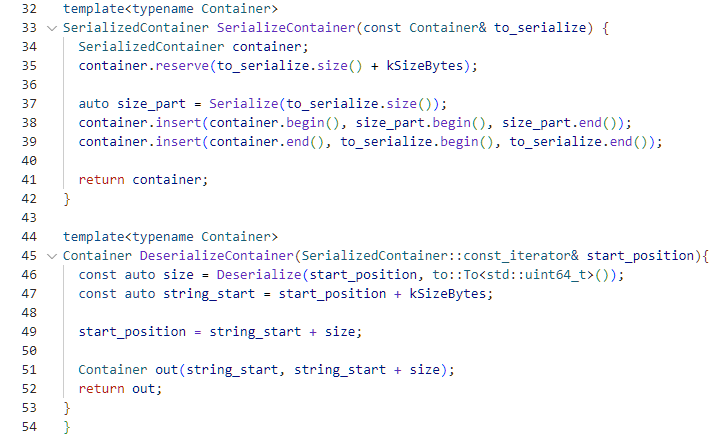 32 template<typename Container>
33 SerializedContainer SerializeContainer(const Container& to_serialize) {
34   SerializedContainer container;
35   container.reserve(to_serialize.size() + kSizeBytes);
36
37   auto size_part = Serialize(to_serialize.size());
38   container.insert(container.begin(), size_part.begin(), size_part.end());
39   container.insert(container.end(), to_serialize.begin(), to_serialize.end());
40
41   return container;
42 }
43
44 template<typename Container>
45 Container DeserializeContainer(SerializedContainer::const_iterator& start_position){
46   const auto size = Deserialize(start_position, to::To<std::uint64_t>());
47   const auto string_start = start_position + kSizeBytes;
48
49   start_position = string_start + size;
50
51   Container out(string_start, string_start + size);
52   return out;
53 }
54 }